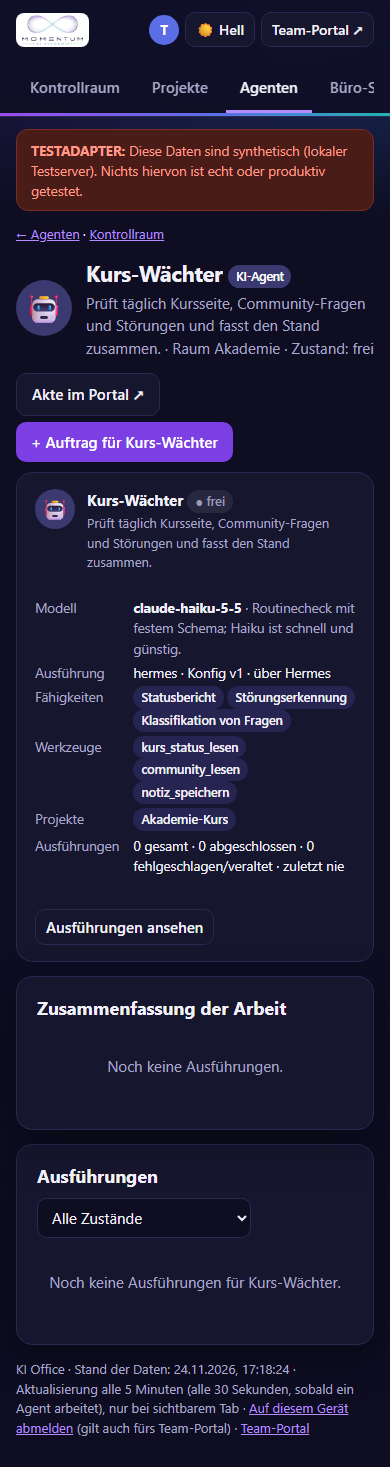 MOMENTUM
T
Hell
Team-Portal ↗
Kontrollraum
Projekte
Agenten
Büro-S
TESTADAPTER: Diese Daten sind synthetisch (lokaler
Testserver). Nichts hiervon ist echt oder produktiv
getestet.
← Agenten · Kontrollraum
Kurs-Wächter KI-Agent
Prüft täglich Kursseite, Community-Fragen
und Störungen und fasst den Stand
zusammen. · Raum Akademie · Zustand: frei
Akte im Portal ↗
+ Auftrag für Kurs-Wächter
Kurs-Wächter ● frei
Prüft täglich Kursseite, Community-Fragen
und Störungen und fasst den Stand
zusammen.
Modell claude-haiku-5-5 · Routinecheck mit
festem Schema; Haiku ist schnell und
günstig.
Ausführung hermes · Konfig v1 · über Hermes
Fähigkeiten Statusbericht Störungserkennung
Klassifikation von Fragen
Werkzeuge kurs_status_lesen
community_lesen
notiz_speichern
Projekte Akademie-Kurs
Ausführungen 0 gesamt · 0 abgeschlossen · 0
fehlgeschlagen/veraltet · zuletzt nie
Ausführungen ansehen
Zusammenfassung der Arbeit
Noch keine Ausführungen.
Ausführungen
Alle Zustände
Noch keine Ausführungen für Kurs-Wächter.
KI Office · Stand der Daten: 24.11.2026, 17:18:24 ·
Aktualisierung alle 5 Minuten (alle 30 Sekunden, sobald ein
Agent arbeitet), nur bei sichtbarem Tab · Auf diesem Gerät
abmelden (gilt auch fürs Team-Portal) · Team-Portal